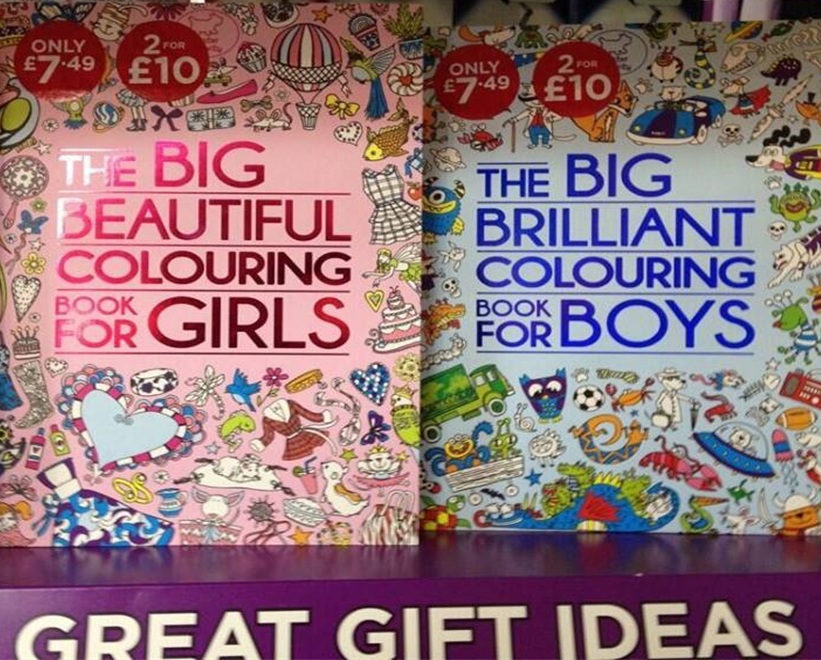 ONLY
£7.49
2 FOR
£10
THE BIG
BEAUTIFUL
COLOURING
BOOK
FOR GIRLS
ONLY
£7.49
2 FOR
£10
THE BIG
BRILLIANT
COLOURING
BOOK
FOR BOYS
GREAT GIFT IDEAS